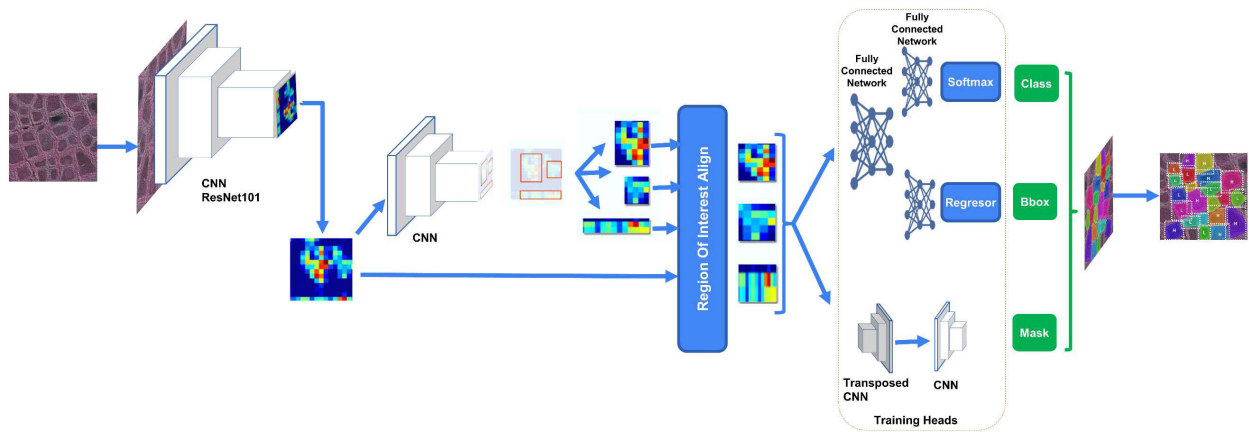 CNN
ResNet101
CNN
Region Of Interest Align
Fully
Connected
Network
Fully
Connected
Network
Softmax
Class
Regresor
Bbox
Transposed
CNN
CNN
Mask
Training Heads